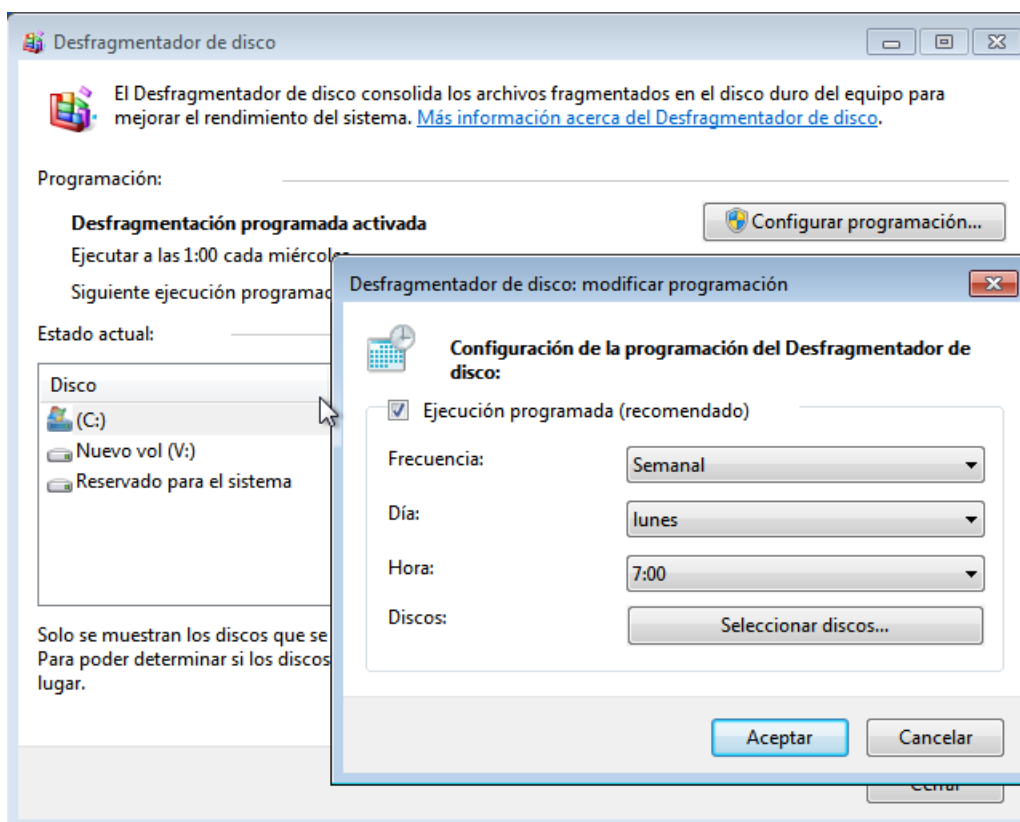 Desfragmentador de disco
El Desfragmentador de disco consolida los archivos fragmentados en el disco duro del equipo para
mejorar el rendimiento del sistema. Más información acerca del Desfragmentador de disco.
Programación:
Desfragmentación programada activada
Configurar programación...
Ejecutar a las 1:00 cada miércoles
Siguiente ejecución
Estado actual:
Disco
(C:)
Nuevo vol (V:)
Reservado para el sistema
Solo se muestran los discos que se
Para poder determinar si los discos
lugar.
Desfragmentador de disco: modificar programación
Configuración de la programación del Desfragmentador de
disco:
Ejecución programada (recomendado)
Frecuencia:
Semanal
Día:
lunes
Hora:
7:00
Discos:
Seleccionar discos...
Aceptar
Cancelar